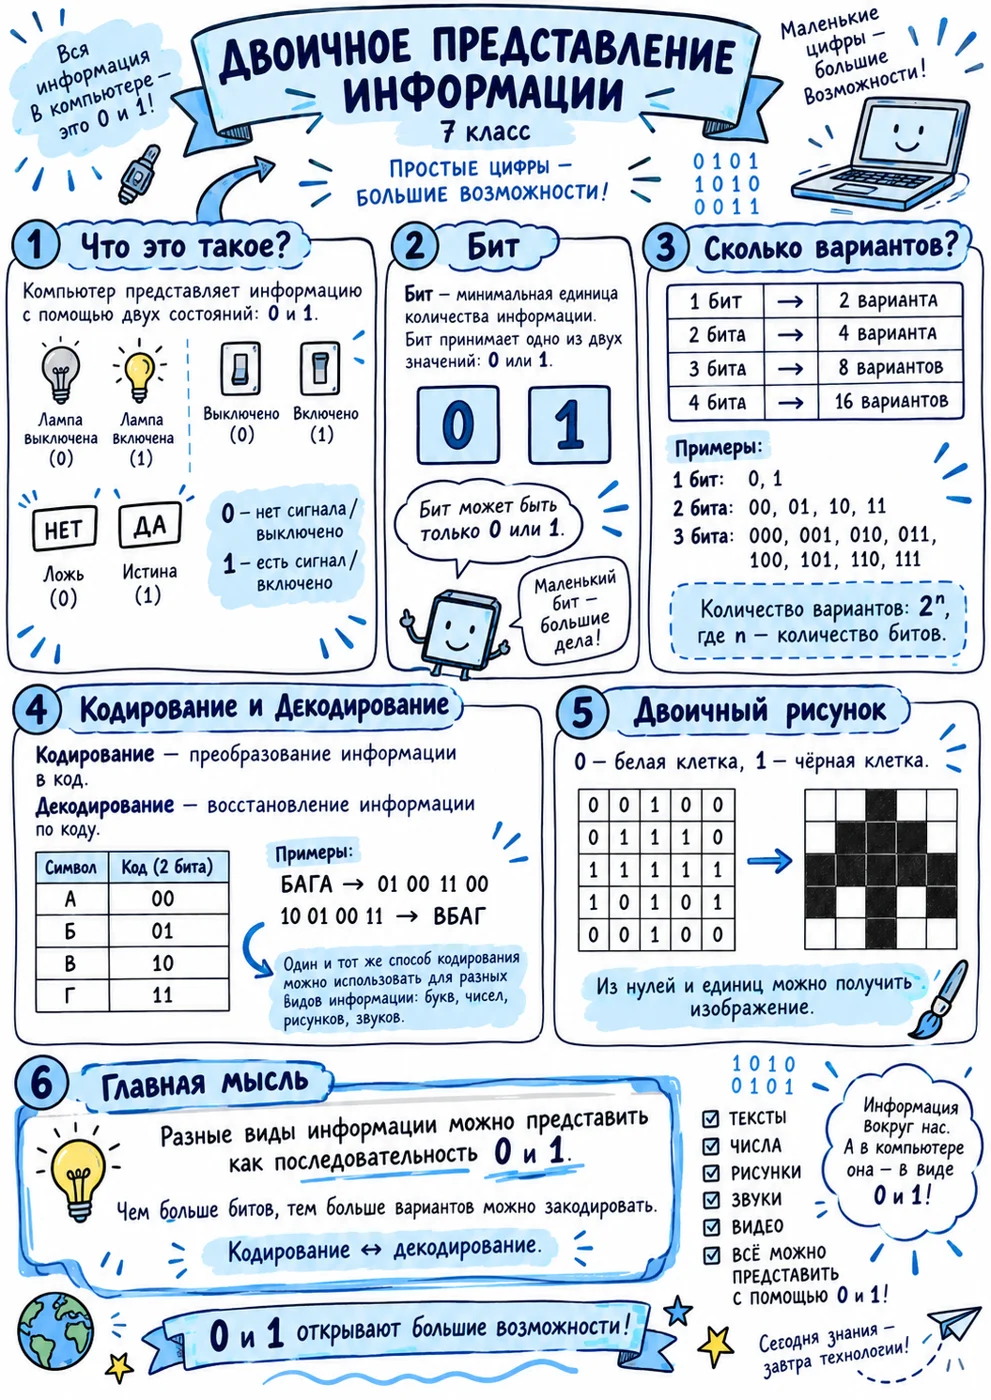 Вся
информация
В компьютере –
это 0 и 1!
ДВОИЧНОЕ ПРЕДСТАВЛЕНИЕ
ИНФОРМАЦИИ
7 класс
Простые цифры –
БОЛЬШИЕ ВОЗМОЖНОСТИ!
Маленькие
цифры –
большие
Возможности!
0 1 0 1
1 0 1 0
0 0 1 1
1 Что это такое?
Компьютер представляет информацию
с помощью двух состояний: 0 и 1.
Лампа
выключена
(0)
Лампа
включена
(1)
Выключено
(0)
Включено
(1)
НЕТ
Ложь
(0)
ДА
Истина
(1)
0 – нет сигнала/
выключено
1 – есть сигнал/
включено
2 Бит
Бит – минимальная единица
количества информации.
Бит принимает одно из двух
значений: 0 или 1.
0 1
Бит может быть
только 0 или 1.
Маленький
бит –
большие
дела!
3 Сколько вариантов?
1 бит → 2 варианта
2 бита → 4 варианта
3 бита → 8 вариантов
4 бита → 16 вариантов
Примеры:
1 бит: 0, 1
2 бита: 00, 01, 10, 11
3 бита: 000, 001, 010, 011,
100, 101, 110, 111
Количество вариантов: 2ⁿ,
где n – количество битов.
4 Кодирование и Декодирование
Кодирование – преобразование информации
в код.
Декодирование – восстановление информации
по коду.
Символ Код (2 бита)
А 00
Б 01
В 10
Г 11
Примеры:
БАГА → 01 00 11 00
10 01 00 11 → ВБАГ
Один и тот же способ кодирования
можно использовать для разных
видов информации: букв, чисел,
рисунков, звуков.
5 Двоичный рисунок
0 – белая клетка, 1 – чёрная клетка.
0 0 1 0 0
0 1 1 1 0
1 1 1 1 1
1 0 1 0 1
0 0 1 0 0
Из нулей и единиц можно получить
изображение.
6 Главная мысль
Разные виды информации можно представить
как последовательность 0 и 1.
Чем больше битов, тем больше вариантов можно закодировать.
Кодирование ↔ декодирование.
1 0 1 0
0 1 0 1
ТЕКСТЫ
ЧИСЛА
РИСУНКИ
ЗВУКИ
ВИДЕО
ВСЁ МОЖНО
ПРЕДСТАВИТЬ
С ПОМОЩЬЮ 0 и 1!
Информация
Вокруг нас.
А в компьютере
она – в виде
0 и 1!
0 и 1 открывают большие возможности!
Сегодня знания –
завтра технологии!